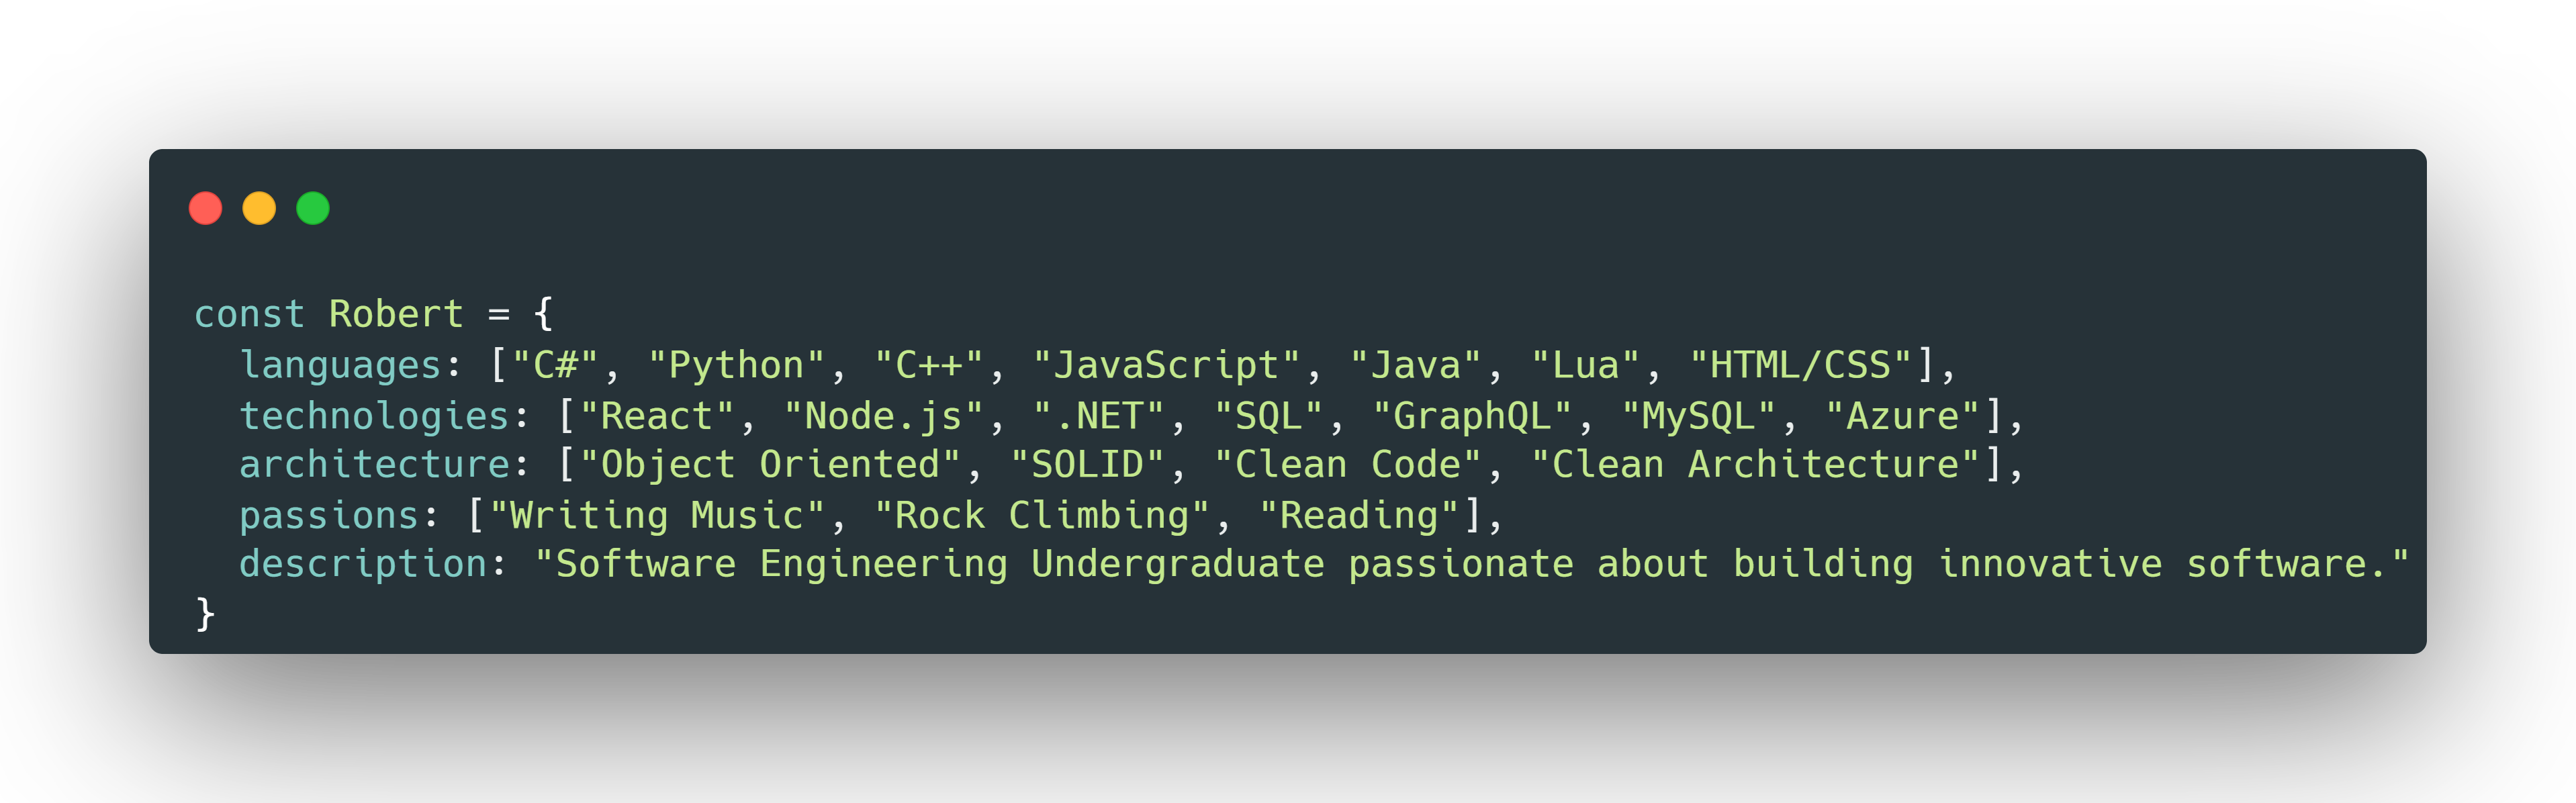 const Robert = {
  languages: ["C#", "Python", "C++", "JavaScript", "Java", "Lua", "HTML/CSS"],
  technologies: ["React", "Node.js", ".NET", "SQL", "GraphQL", "MySQL", "Azure"],
  architecture: ["Object Oriented", "SOLID", "Clean Code", "Clean Architecture"],
  passions: ["Writing Music", "Rock Climbing", "Reading"],
  description: "Software Engineering Undergraduate passionate about building innovative software."
}